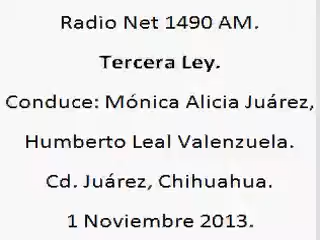 Radio Net 1490 AM.
Tercera Ley.
Conduce: Mónica Alicia Juárez,
Humberto Leal Valenzuela.
Cd. Juárez, Chihuahua.
1 Noviembre 2013.